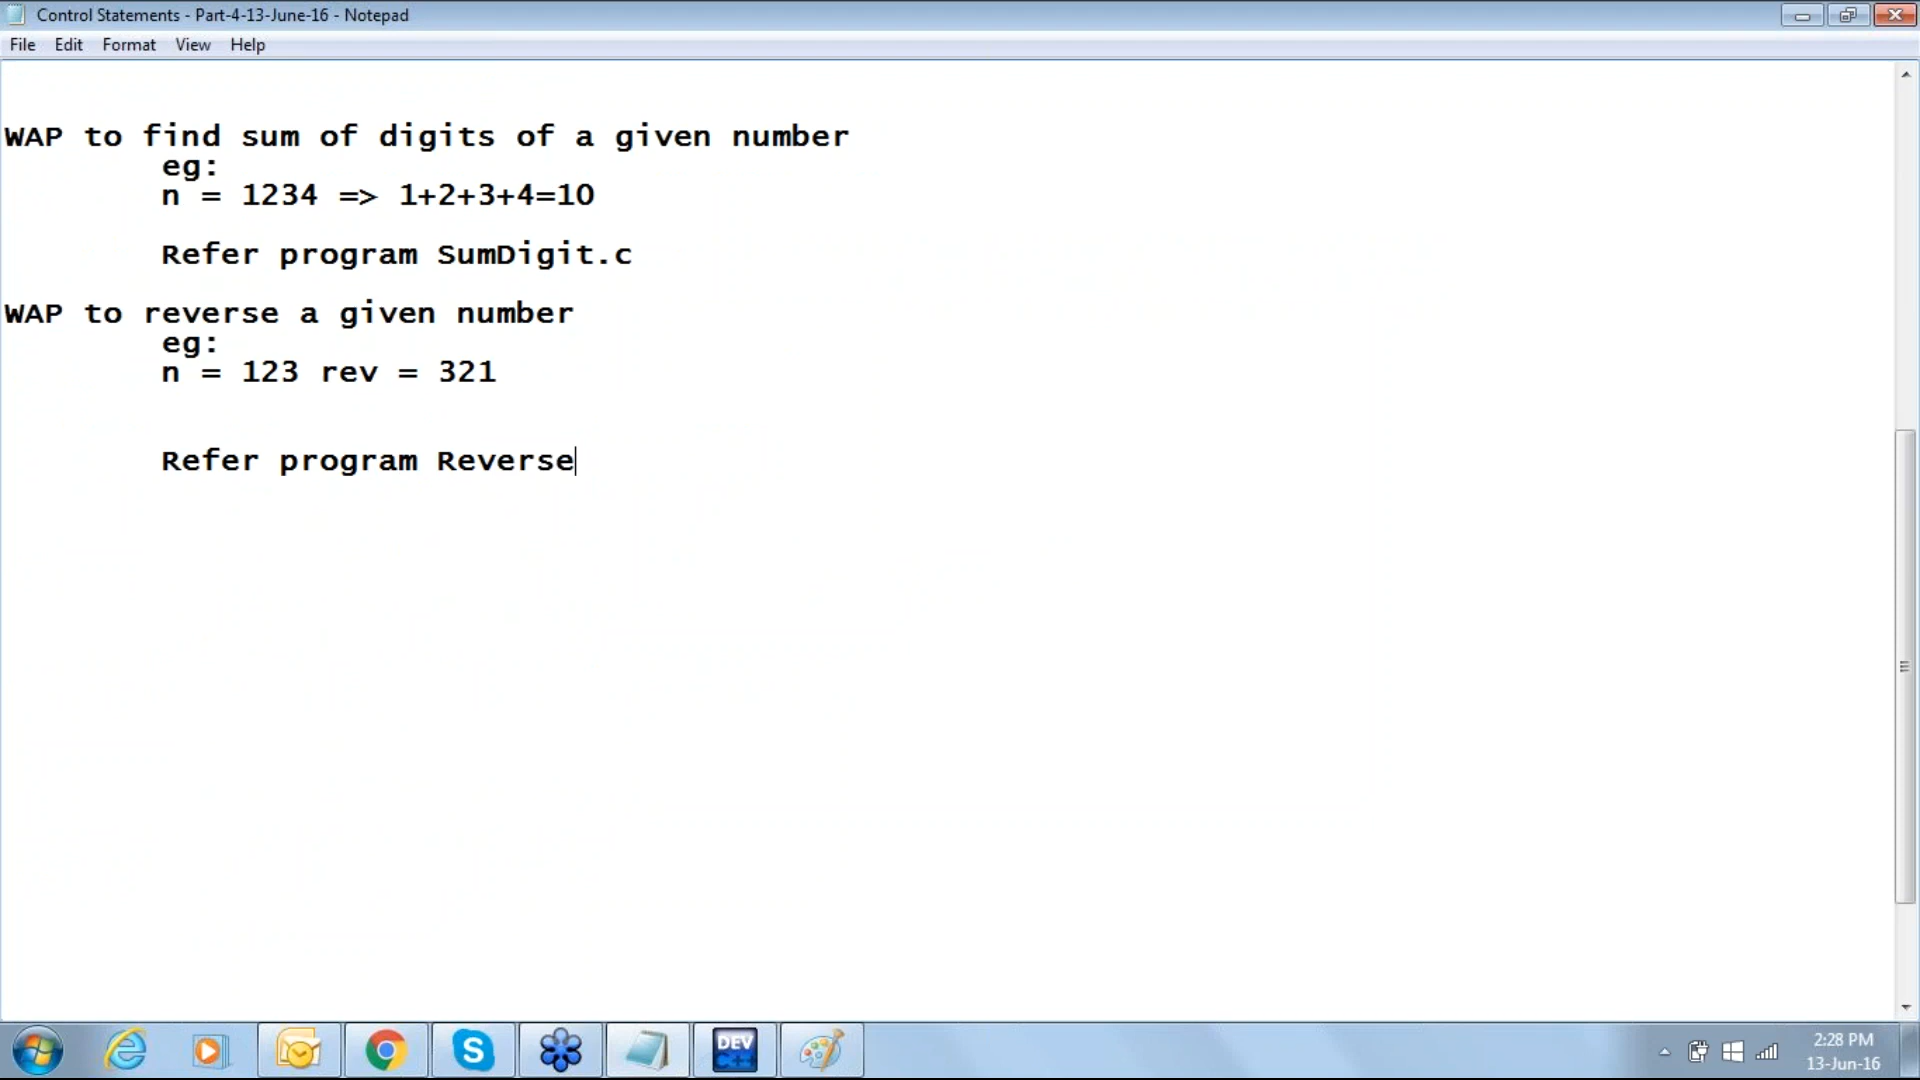 Control Statements - Part-4-13-June-16 - Notepad
File Edit Format View Help
WAP to find sum of digits of a given number
eg:
n = 1234 => 1+2+3+4=10
Refer program SumDigit.c
WAP to reverse a given number
eg:
n = 123 rev = 321
Refer program Reverse
DEV
C++
2:28 PM
13-Jun-16